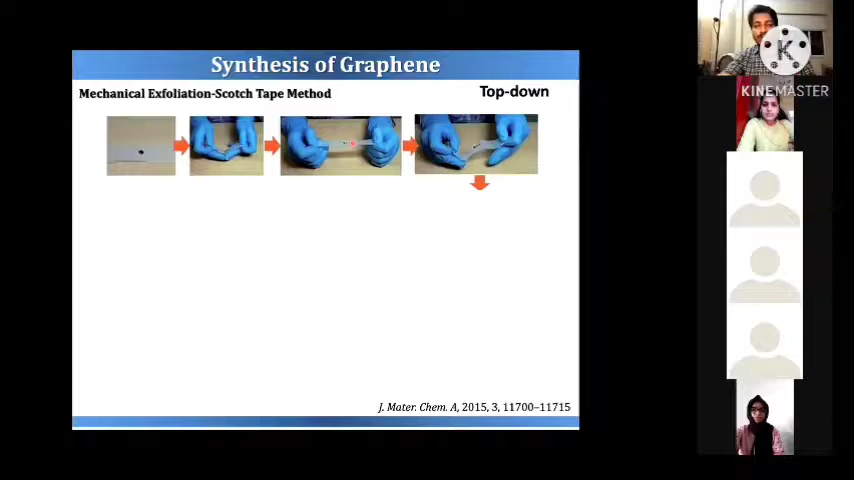 Synthesis of Graphene
Mechanical Exfoliation-Scotch Tape Method
Top-down
J. Mater. Chem. A, 2015, 3, 11700–11715
K
KINEMASTER